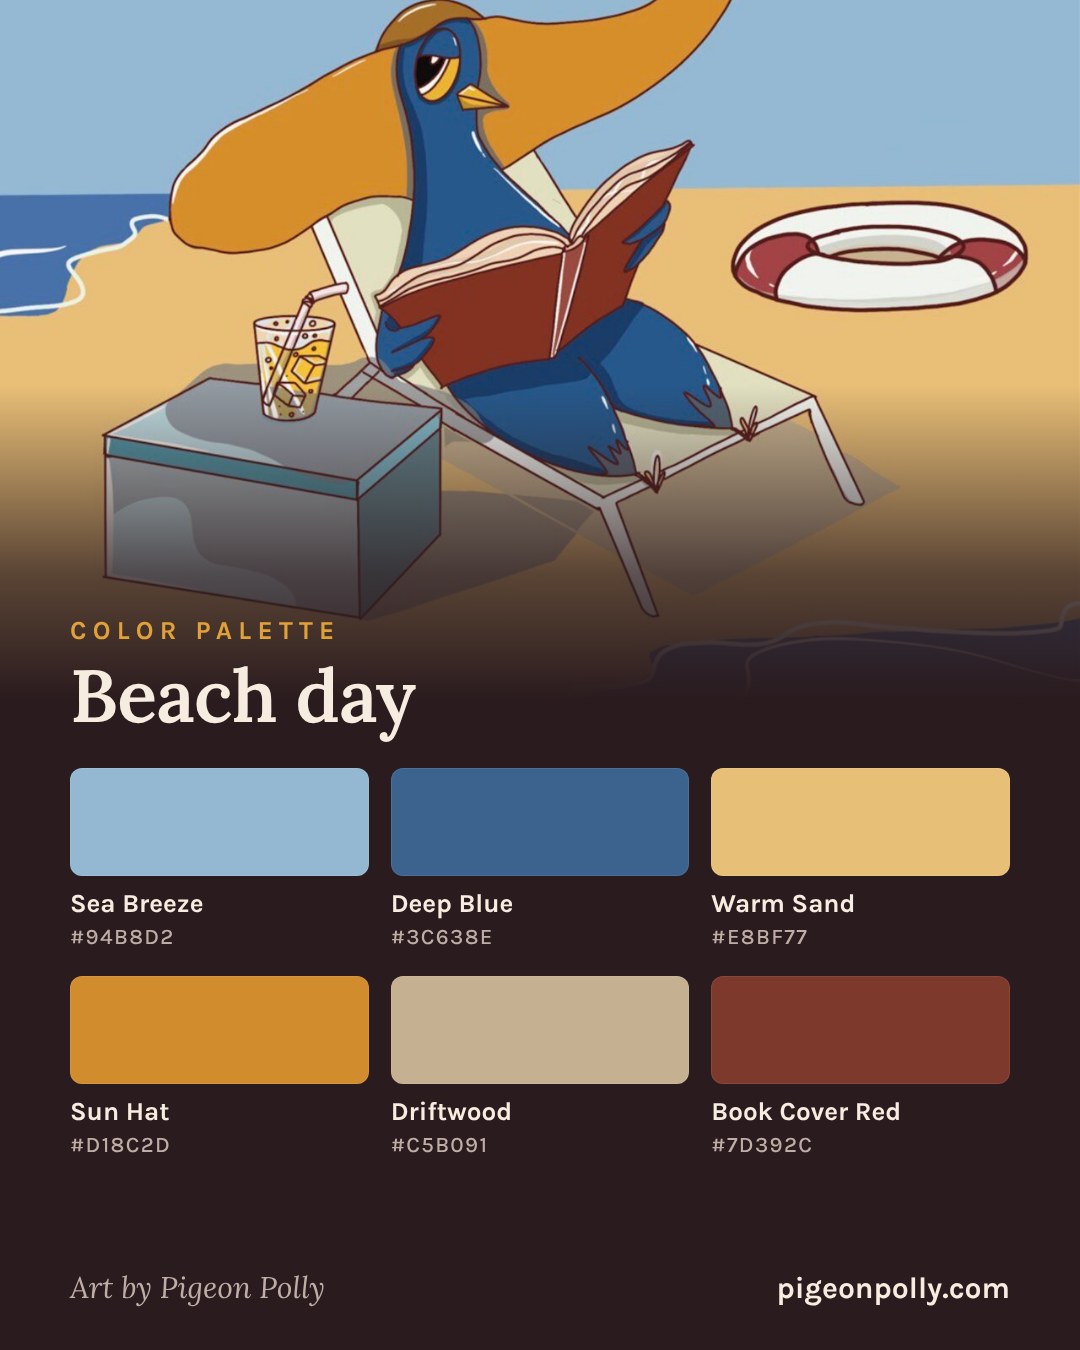 COLOR PALETTE
Beach day
Sea Breeze
#94B8D2
Deep Blue
#3C638E
Warm Sand
#E8BF77
Sun Hat
#D18C2D
Driftwood
#C5B091
Book Cover Red
#7D392C
Art by Pigeon Polly
pigeonpolly.com